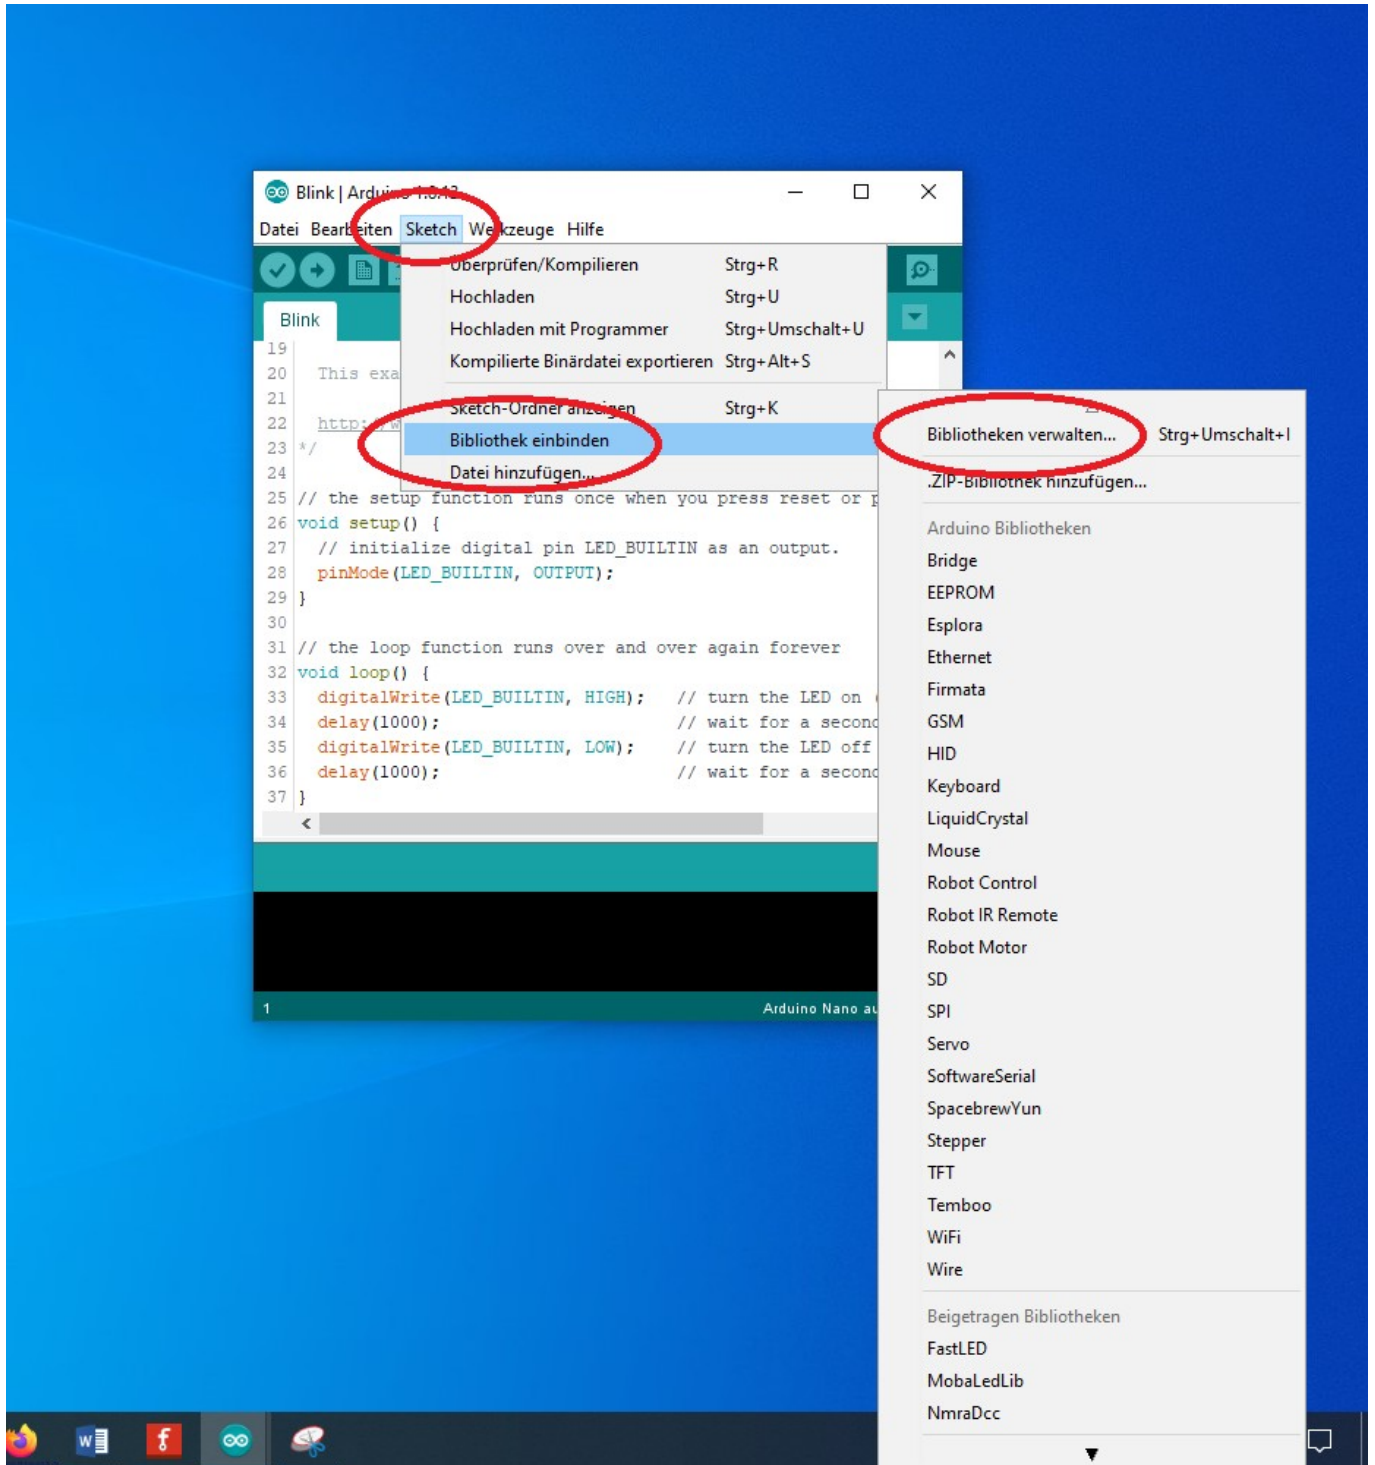 Blink | Arduino 1.8.13
Datei Bearbeiten Sketch Werkzeuge Hilfe
Überprüfen/Kompilieren Strg+R
Hochladen Strg+U
Hochladen mit Programmer Strg+Umschalt+U
Kompilierte Binärdatei exportieren Strg+Alt+S
Sketch-Ordner anzeigen Strg+K
Bibliothek einbinden
Datei hinzufügen...
Blink
19
20 This exa
21
22 http://w
23 */
24
25 // the setup function runs once when you press reset or p
26 void setup() {
27 // initialize digital pin LED_BUILTIN as an output.
28 pinMode(LED_BUILTIN, OUTPUT);
29 }
30
31 // the loop function runs over and over again forever
32 void loop() {
33 digitalWrite(LED_BUILTIN, HIGH); // turn the LED on (
34 delay(1000); // wait for a second
35 digitalWrite(LED_BUILTIN, LOW); // turn the LED off
36 delay(1000); // wait for a second
37 }
1 Arduino Nano au
Bibliotheken verwalten... Strg+Umschalt+I
.ZIP-Bibliothek hinzufügen...
Arduino Bibliotheken
Bridge
EEPROM
Esplora
Ethernet
Firmata
GSM
HID
Keyboard
LiquidCrystal
Mouse
Robot Control
Robot IR Remote
Robot Motor
SD
SPI
Servo
SoftwareSerial
SpacebrewYun
Stepper
TFT
Temboo
WiFi
Wire
Beigetragen Bibliotheken
FastLED
MobaLedLib
NmraDcc